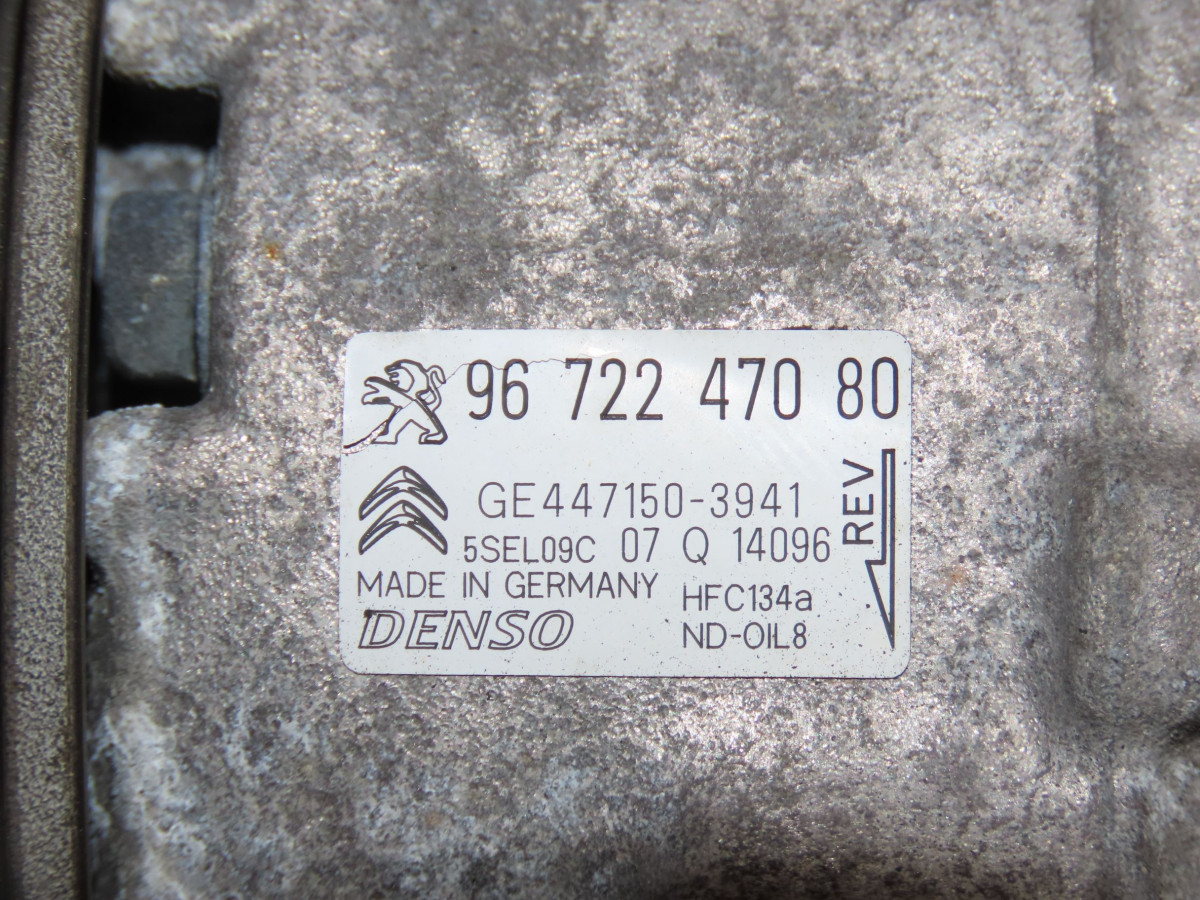 96 722 470 80
GE447150-3941
5SEL09C 07 Q 14096
REV
MADE IN GERMANY
HFC134a
DENSO
ND-OIL8